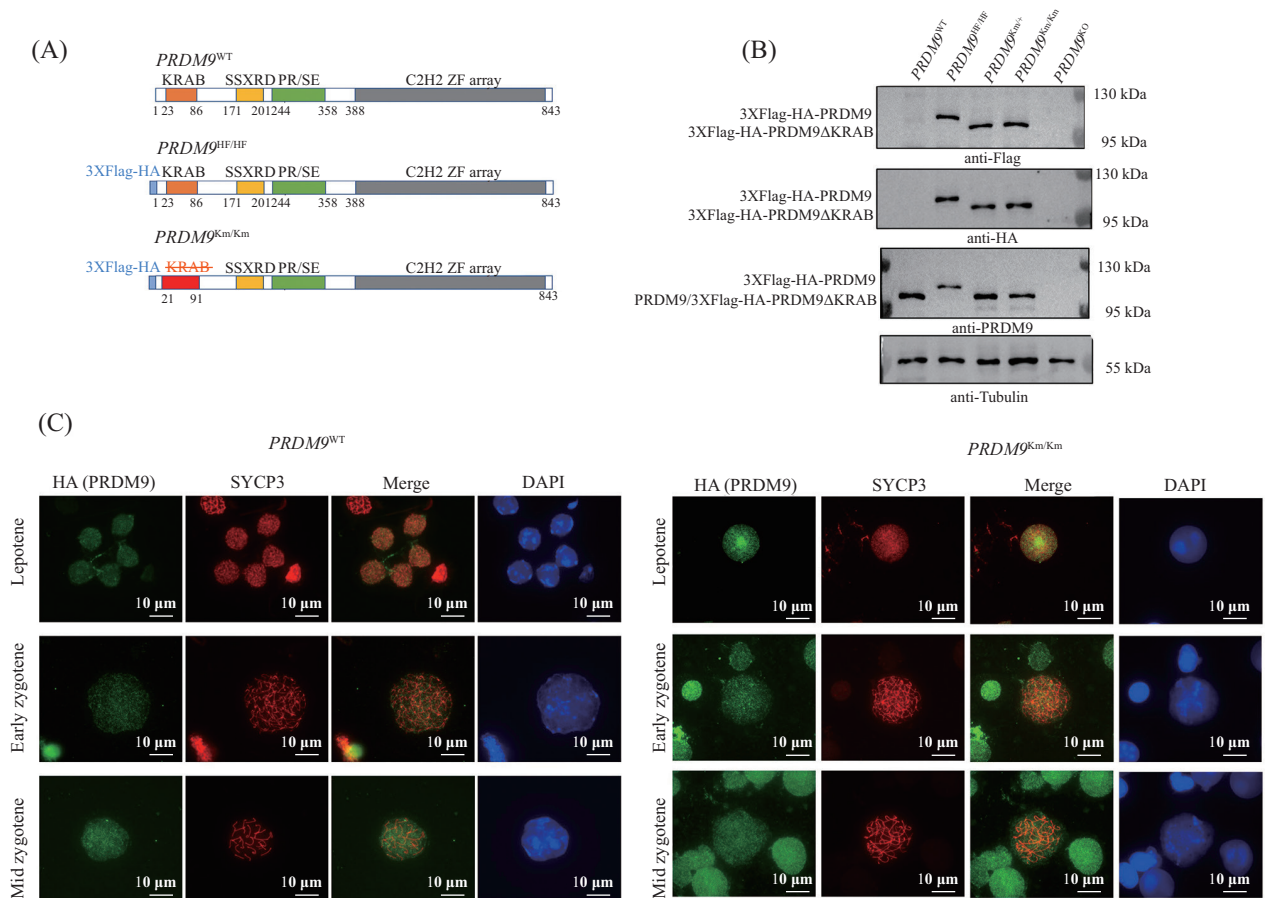 (A)
PRDM9WT
KRAB SSXRD PR/SE C2H2 ZF array
1 23 86 171 201244 358 388 843
PRDM9HF/HF
3XFlag-HA KRAB SSXRD PR/SE C2H2 ZF array
1 23 86 171 201244 358 388 843
PRDM9Km/Km
3XFlag-HA KRAB SSXRD PR/SE C2H2 ZF array
21 91 843
(B)
PRDM9WT PRDM9HF/HF PRDM9Km/+ PRDM9Km/Km PRDM9KO
130 kDa
3XFlag-HA-PRDM9
3XFlag-HA-PRDM9ΔKRAB
95 kDa
anti-Flag
130 kDa
3XFlag-HA-PRDM9
3XFlag-HA-PRDM9ΔKRAB
95 kDa
anti-HA
130 kDa
3XFlag-HA-PRDM9
PRDM9/3XFlag-HA-PRDM9ΔKRAB
95 kDa
anti-PRDM9
55 kDa
anti-Tubulin
(C)
PRDM9WT
HA (PRDM9) SYCP3 Merge DAPI
Lepotene
10 µm 10 µm 10 µm 10 µm
Early zygotene
10 µm 10 µm 10 µm 10 µm
Mid zygotene
10 µm 10 µm 10 µm 10 µm
PRDM9Km/Km
HA (PRDM9) SYCP3 Merge DAPI
Lepotene
10 µm 10 µm 10 µm 10 µm
Early zygotene
10 µm 10 µm 10 µm 10 µm
Mid zygotene
10 µm 10 µm 10 µm 10 µm